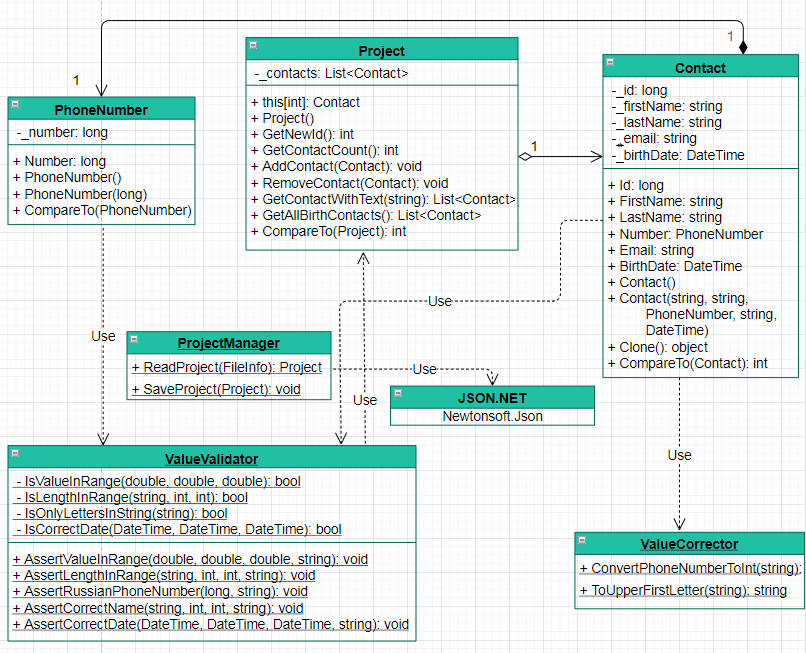 1
1
PhoneNumber
-_number: long
+ Number: long
+ PhoneNumber()
+ PhoneNumber(long)
+ CompareTo(PhoneNumber)
Project
-_contacts: List<Contact>
+ this[int]: Contact
+ Project()
+ GetNewId(): int
+ GetContactCount(): int
+ AddContact(Contact): void
+ RemoveContact(Contact): void
+ GetContactWithText(string): List<Contact>
+ GetAllBirthContacts(): List<Contact>
+ CompareTo(Project): int
1
Contact
-_id: long
-_firstName: string
-_lastName: string
-_email: string
-_birthDate: DateTime
+ Id: long
+ FirstName: string
+ LastName: string
+ Number: PhoneNumber
+ Email: string
+ BirthDate: DateTime
+ Contact()
+ Contact(string, string,
PhoneNumber, string,
DateTime)
+ Clone(): object
+ CompareTo(Contact): int
Use
Use
ProjectManager
+ ReadProject(FileInfo): Project
+ SaveProject(Project): void
Use
JSON.NET
Newtonsoft.Json
Use
Use
ValueValidator
- IsValueInRange(double, double, double): bool
- IsLengthInRange(string, int, int): bool
- IsOnlyLettersInString(string): bool
- IsCorrectDate(DateTime, DateTime, DateTime): bool
+ AssertValueInRange(double, double, double, string): void
+ AssertLengthInRange(string, int, int, string): void
+ AssertRussianPhoneNumber(long, string): void
+ AssertCorrectName(string, int, int, string): void
+ AssertCorrectDate(DateTime, DateTime, DateTime, string): void
ValueCorrector
+ ConvertPhoneNumberToInt(string):
+ ToUpperFirstLetter(string): string